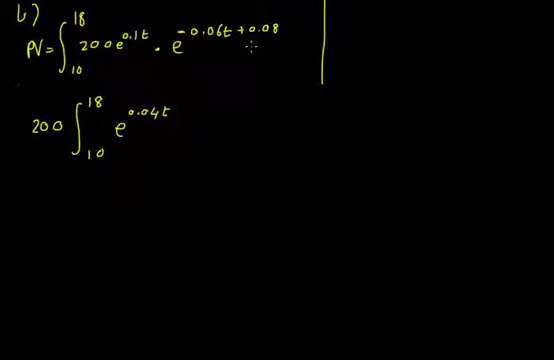 b)
PV = ∫₁₀¹⁸ 200e^{0.1t} · e^{-0.06t + 0.08}
200 ∫₁₀¹⁸ e^{0.04t}